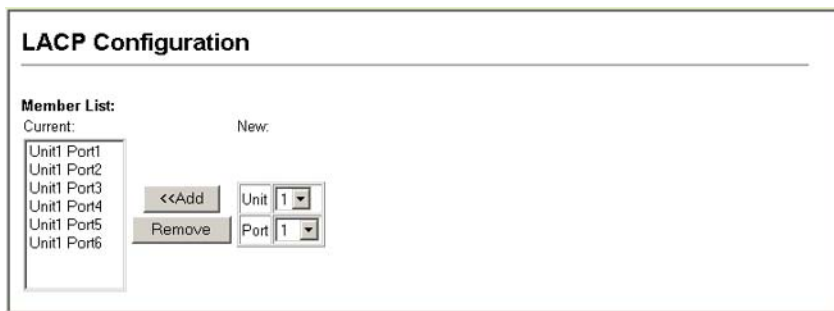 LACP Configuration
Member List:
Current:
New:
Unit1 Port1
Unit1 Port2
Unit1 Port3
Unit1 Port4
Unit1 Port5
Unit1 Port6
<<Add
Remove
Unit 1
Port 1